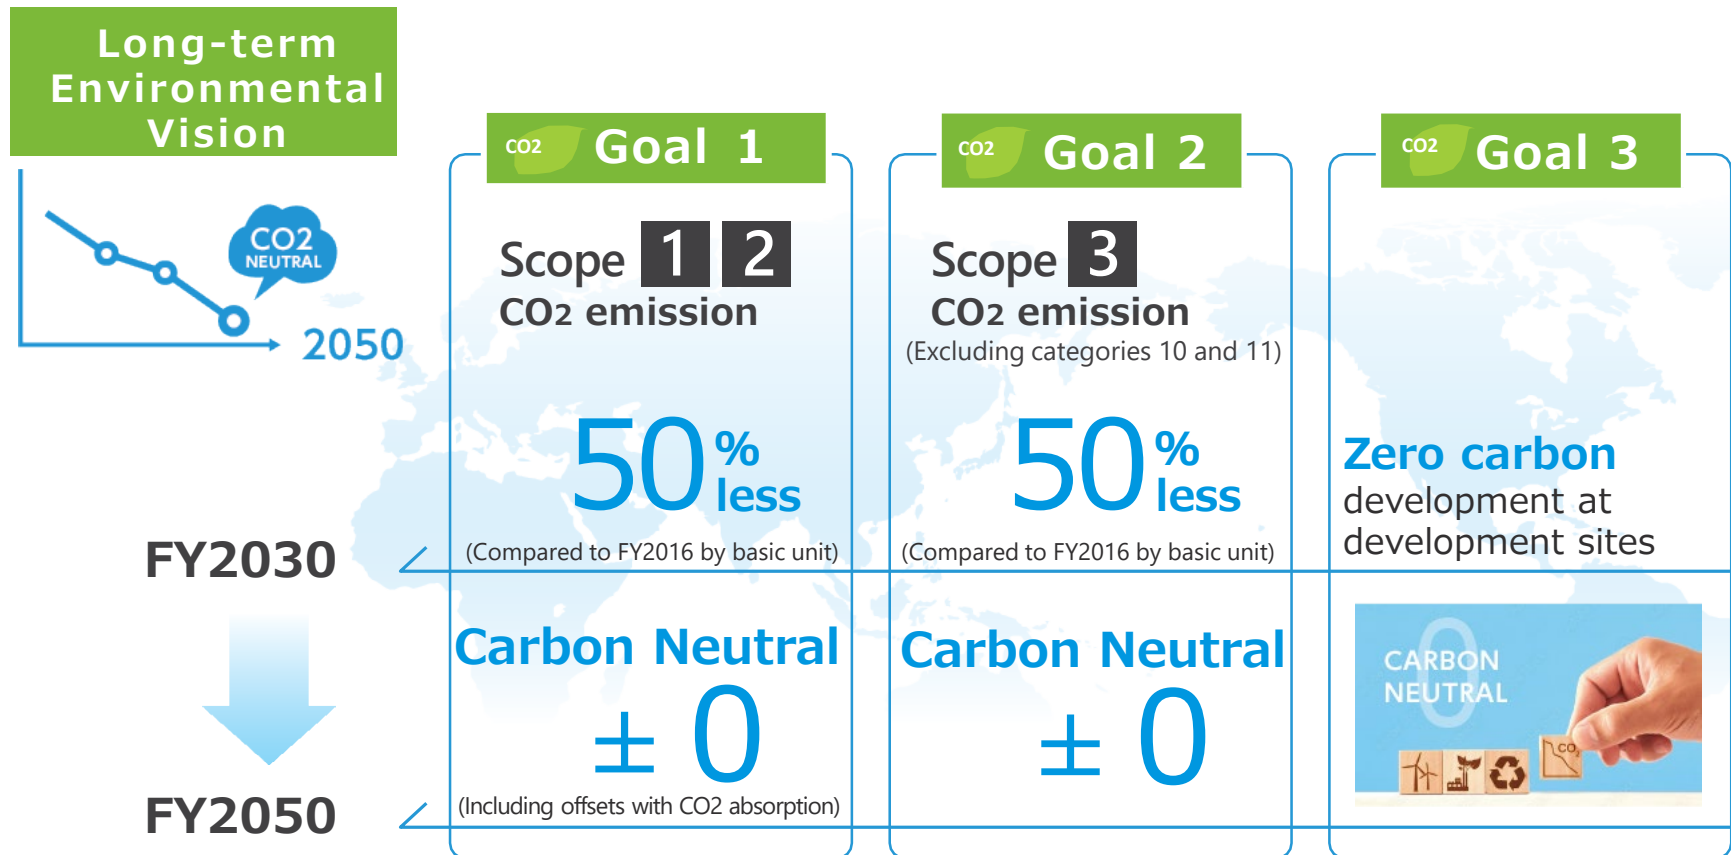 Long-term
Environmental
Vision
CO2
NEUTRAL
2050
CO2 Goal 1
Scope 1 2
CO2 emission
50 %
less
(Compared to FY2016 by basic unit)
Carbon Neutral
± 0
(Including offsets with CO2 absorption)
CO2 Goal 2
Scope 3
CO2 emission
(Excluding categories 10 and 11)
50 %
less
(Compared to FY2016 by basic unit)
Carbon Neutral
± 0
CO2 Goal 3
Zero carbon
development at
development sites
0
CARBON
NEUTRAL
CO2
FY2030
FY2050